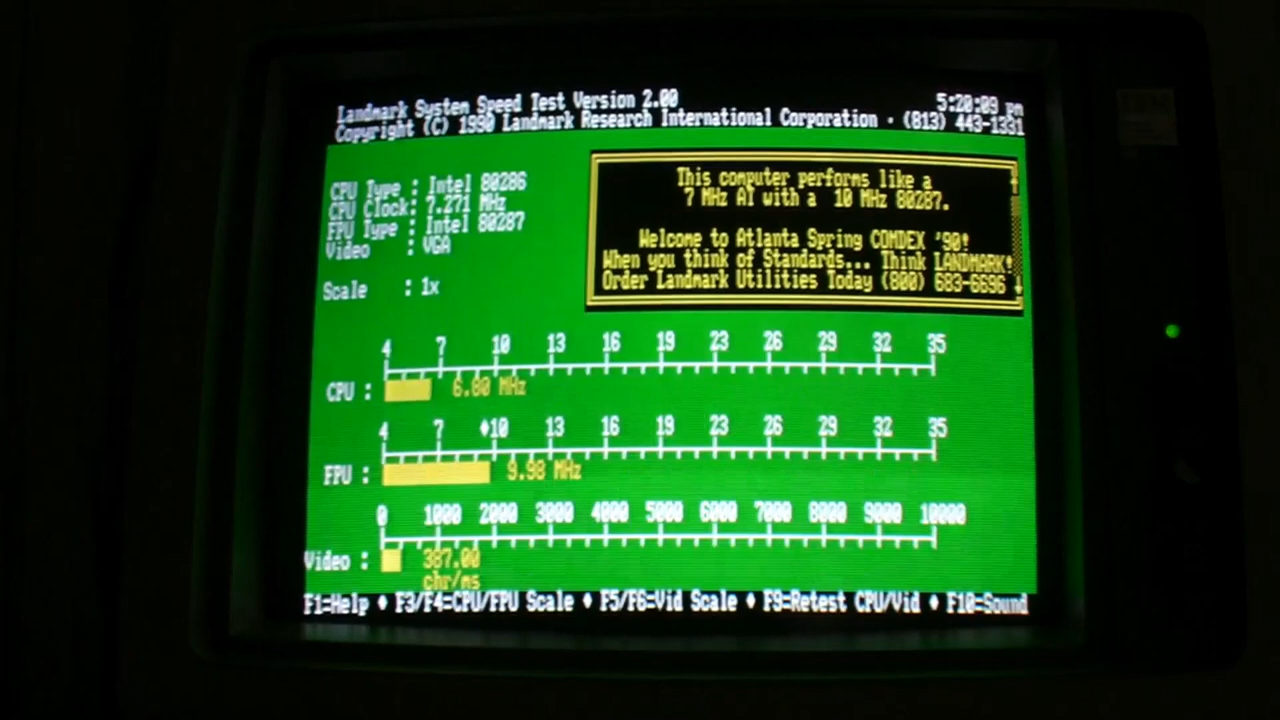 Landmark System Speed Test Version 2.00 5:20:09 pm
Copyright (C) 1990 Landmark Research International Corporation · (813) 443-1331
CPU Type : Intel 80286
CPU Clock: 7.271 MHz
FPU Type : Intel 80287
Video : VGA
Scale : 1x
This computer performs like a
7 MHz AT with a 10 MHz 80287.
Welcome to Atlanta Spring COMDEX '90!
When you think of Standards... Think LANDMARK!
Order Landmark Utilities Today (800) 683-6696
4 7 10 13 16 19 23 26 29 32 35
CPU : 6.80 MHz
4 7 ♦10 13 16 19 23 26 29 32 35
FPU : 9.98 MHz
0 1000 2000 3000 4000 5000 6000 7000 8000 9000 10000
Video : 387.00
chr/ms
F1=Help ♦ F3/F4=CPU/FPU Scale ♦ F5/F6=Vid Scale ♦ F9=Retest CPU/Vid ♦ F10=Sound